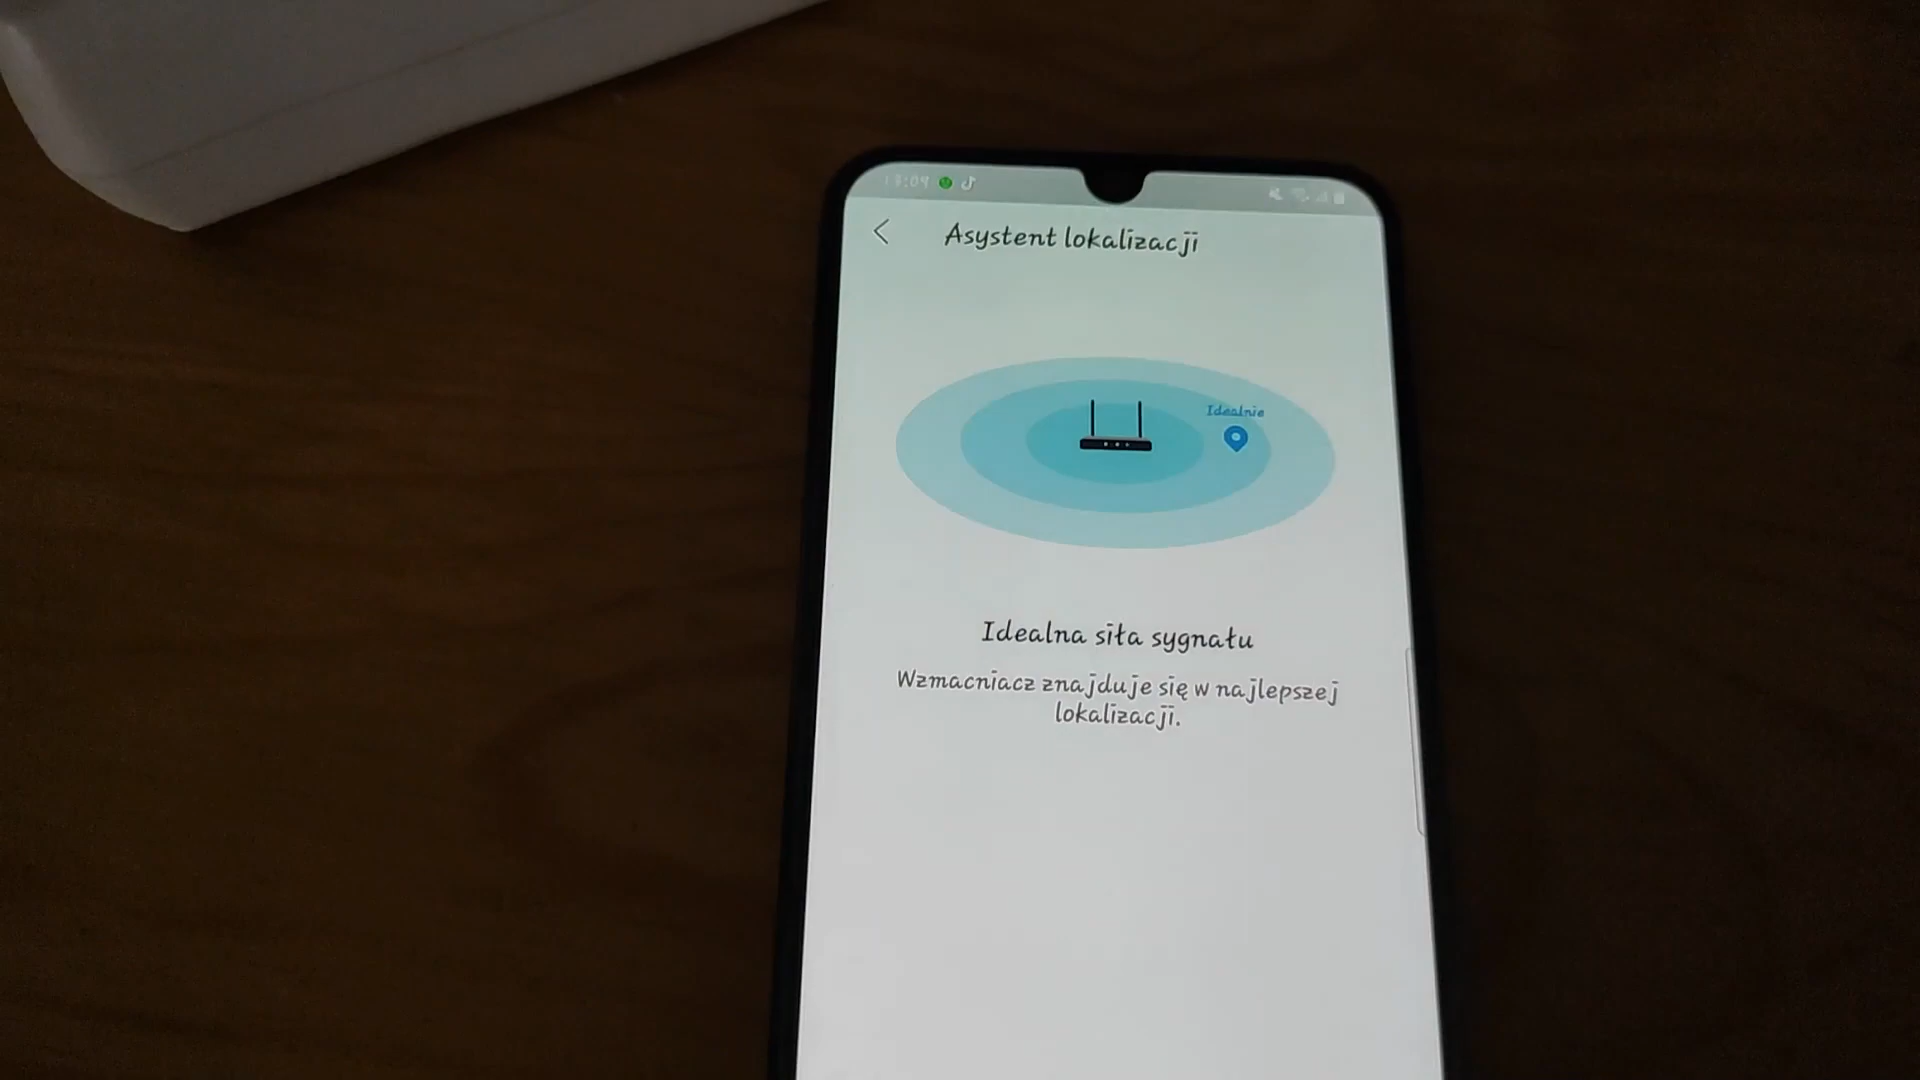 Asystent lokalizacji
Idealnie
Idealna siła sygnału
Wzmacniacz znajduje się w najlepszej
lokalizacji.